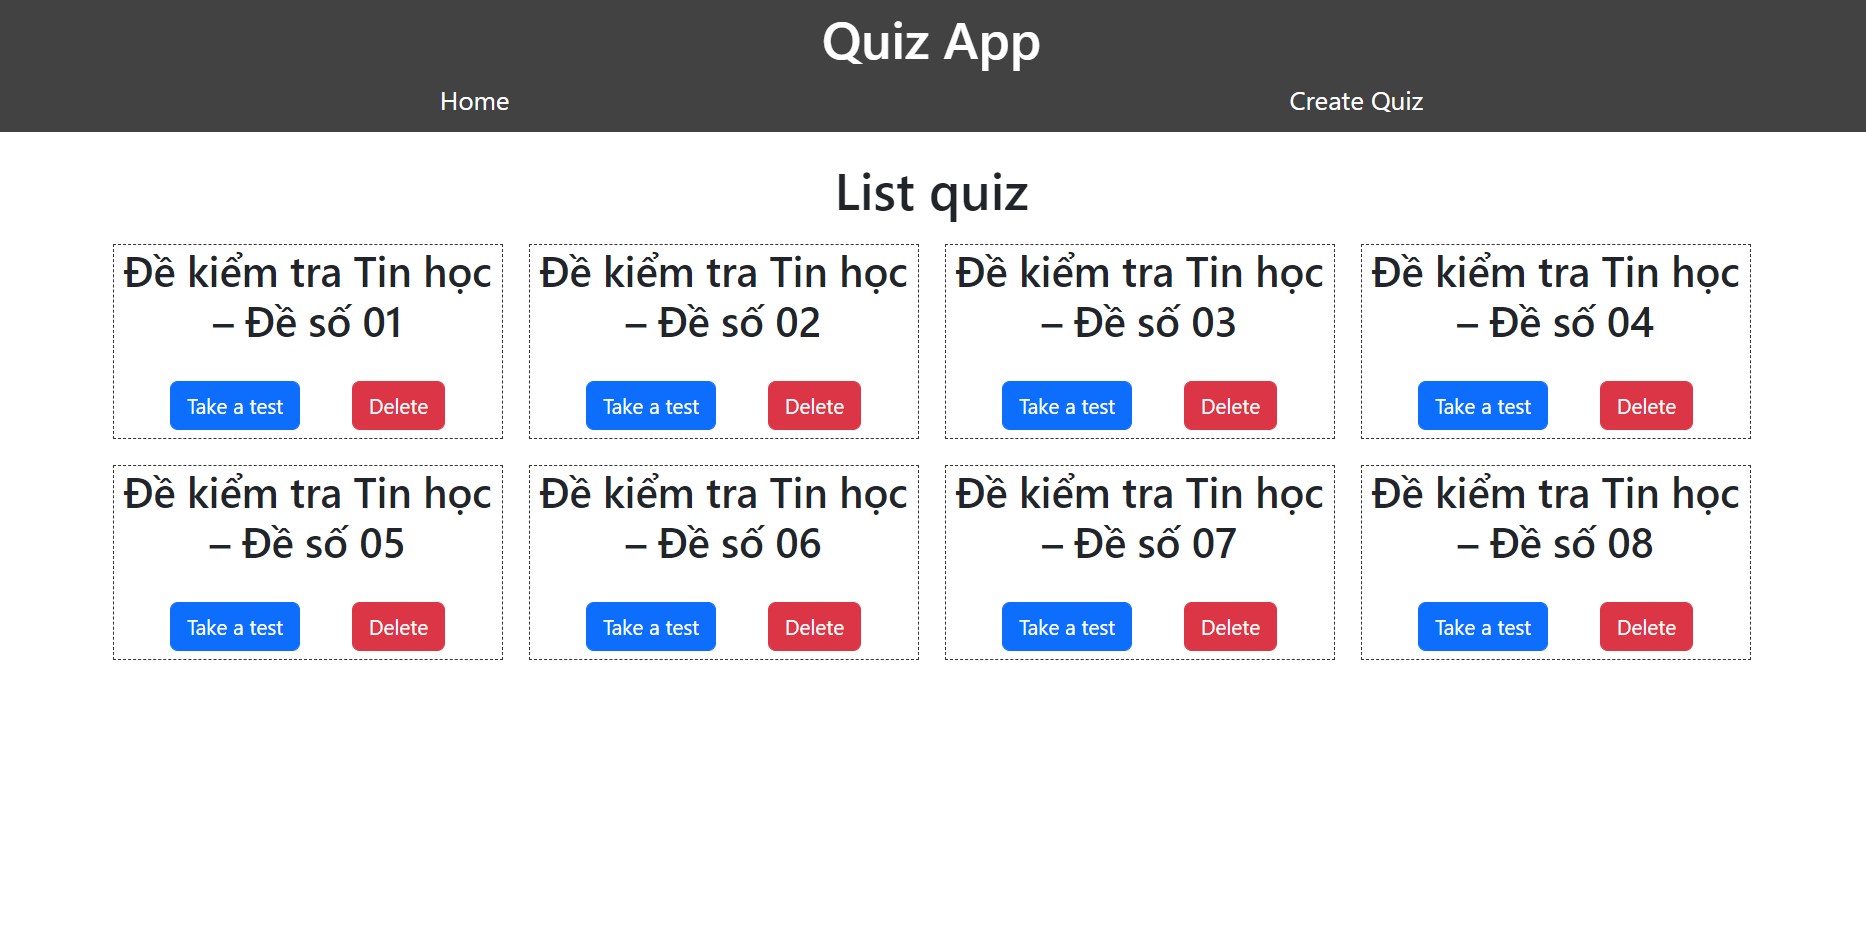 Quiz App
Home
Create Quiz
List quiz
Đề kiểm tra Tin học
– Đề số 01
Take a test
Delete
Đề kiểm tra Tin học
– Đề số 02
Take a test
Delete
Đề kiểm tra Tin học
– Đề số 03
Take a test
Delete
Đề kiểm tra Tin học
– Đề số 04
Take a test
Delete
Đề kiểm tra Tin học
– Đề số 05
Take a test
Delete
Đề kiểm tra Tin học
– Đề số 06
Take a test
Delete
Đề kiểm tra Tin học
– Đề số 07
Take a test
Delete
Đề kiểm tra Tin học
– Đề số 08
Take a test
Delete